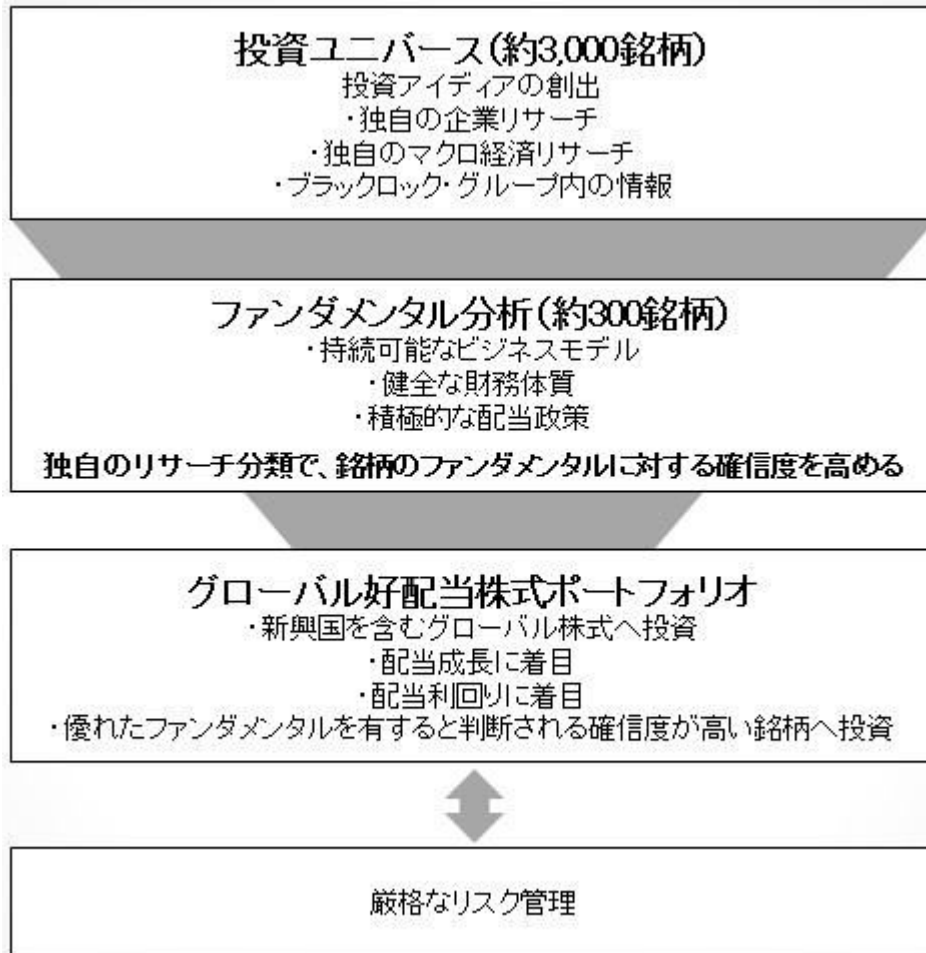 投資ユニバース(約3,000銘柄)
投資アイディアの創出
・独自の企業リサーチ
・独自のマクロ経済リサーチ
・ブラックロック・グループ内の情報
ファンダメンタル分析(約300銘柄)
・持続可能なビジネスモデル
・健全な財務体質
・積極的な配当政策
独自のリサーチ分類で、銘柄のファンダメンタルに対する確信度を高める
グローバル好配当株式ポートフォリオ
・新興国を含むグローバル株式へ投資
・配当成長に着目
・配当利回りに着目
・優れたファンダメンタルを有すると判断される確信度が高い銘柄へ投資
厳格なリスク管理